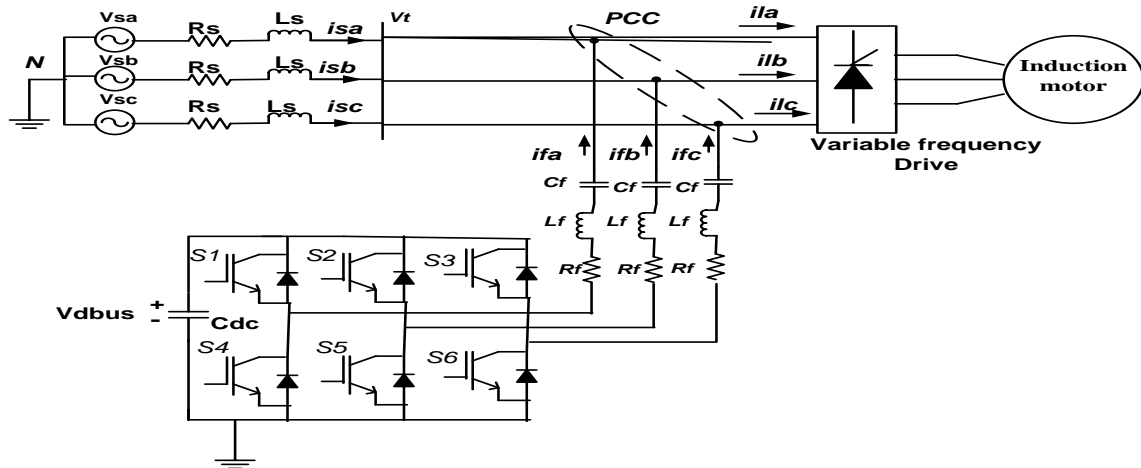 Vsa
Rs
Ls
isa
Vt
PCC
ila
N
Vsb
Rs
Ls
isb
ilb
Induction
motor
Vsc
Rs
Ls
isc
ilc
Variable frequency
Drive
ifa
ifb
ifc
Cf
Cf
Cf
Lf
Lf
Lf
Rf
Rf
Rf
S1
S2
S3
Vdbus
+
-
Cdc
S4
S5
S6